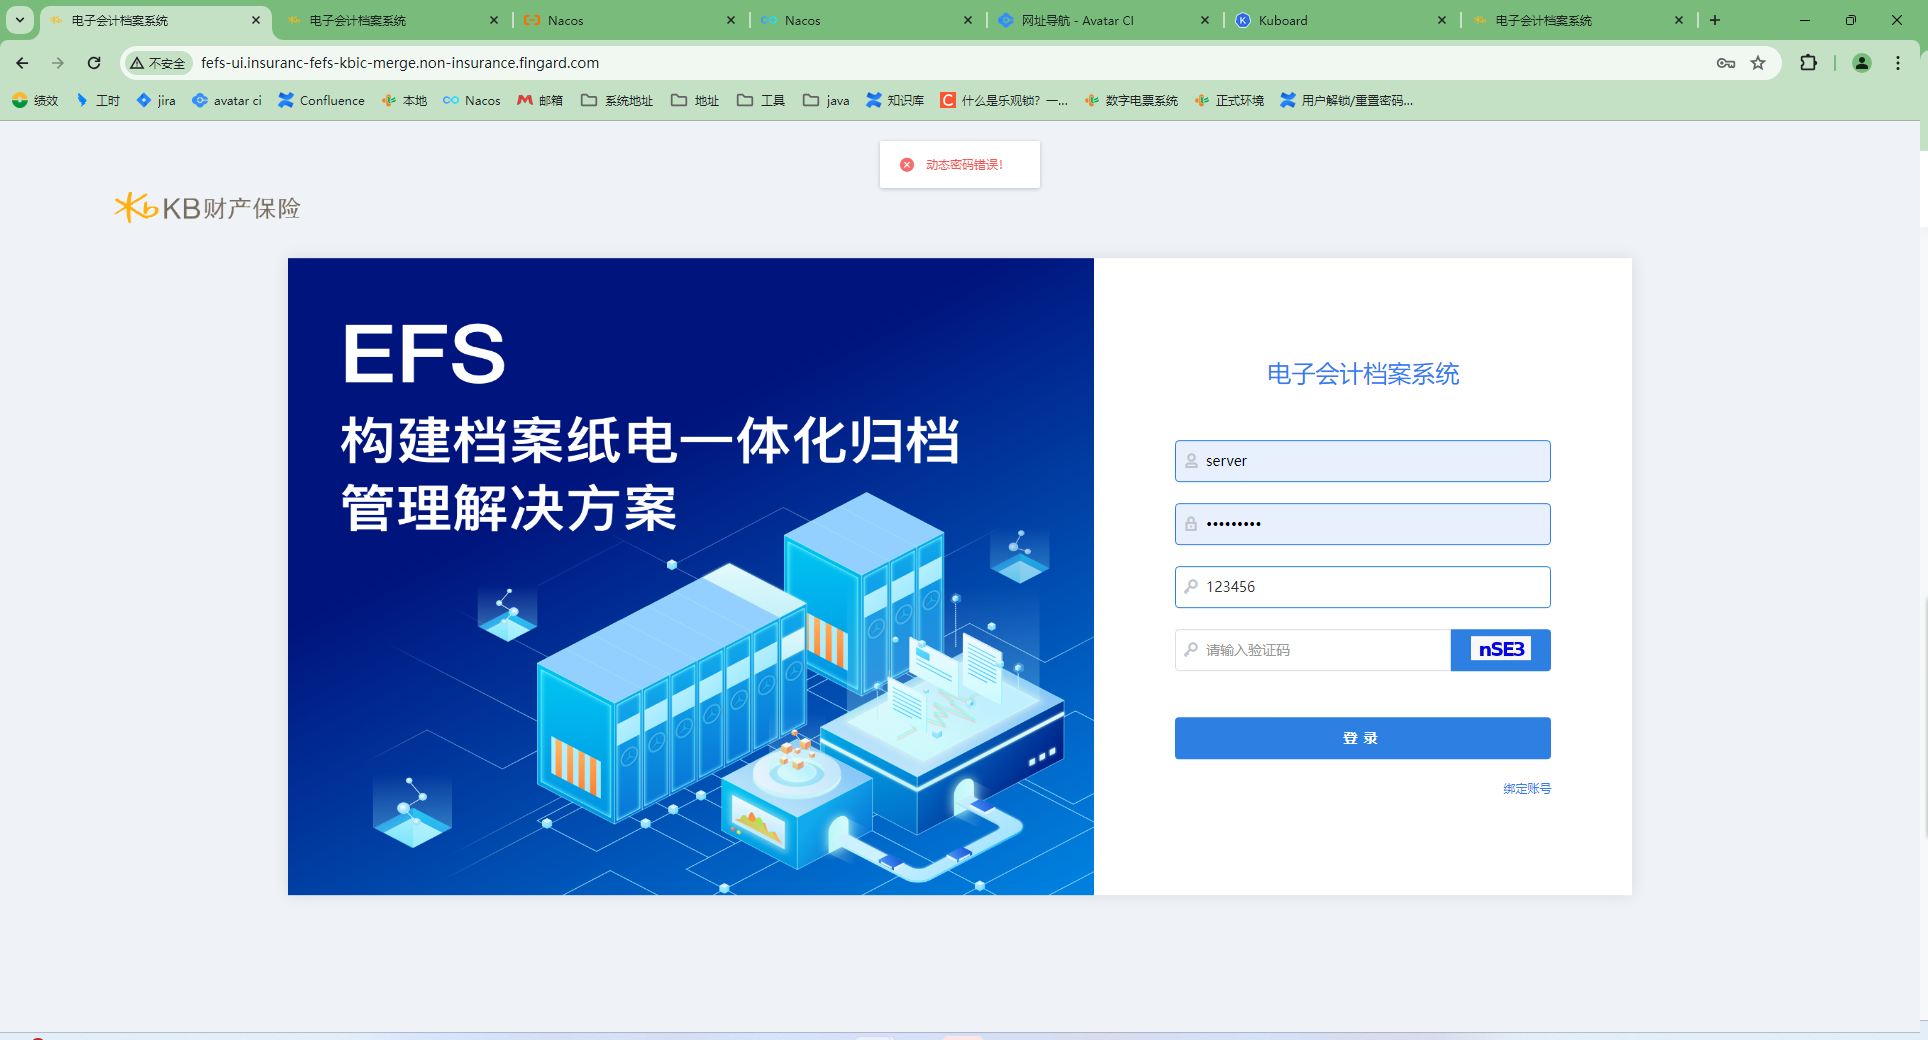 电子会计档案系统
电子会计档案系统
Nacos
Nacos
网址导航 - Avatar CI
Kuboard
电子会计档案系统
不安全
fefs-ui.insuranc-fefs-kbic-merge.non-insurance.fingard.com
绩效
工时
jira
avatar ci
Confluence
本地
Nacos
邮箱
系统地址
地址
工具
java
知识库
什么是乐观锁? 一...
数字电票系统
正式环境
用户解锁/重置密码...
动态密码错误!
KB财产保险
EFS
构建档案纸电一体化归档
管理解决方案
电子会计档案系统
server
•••••••••
123456
请输入验证码
nSE3
登 录
绑定账号